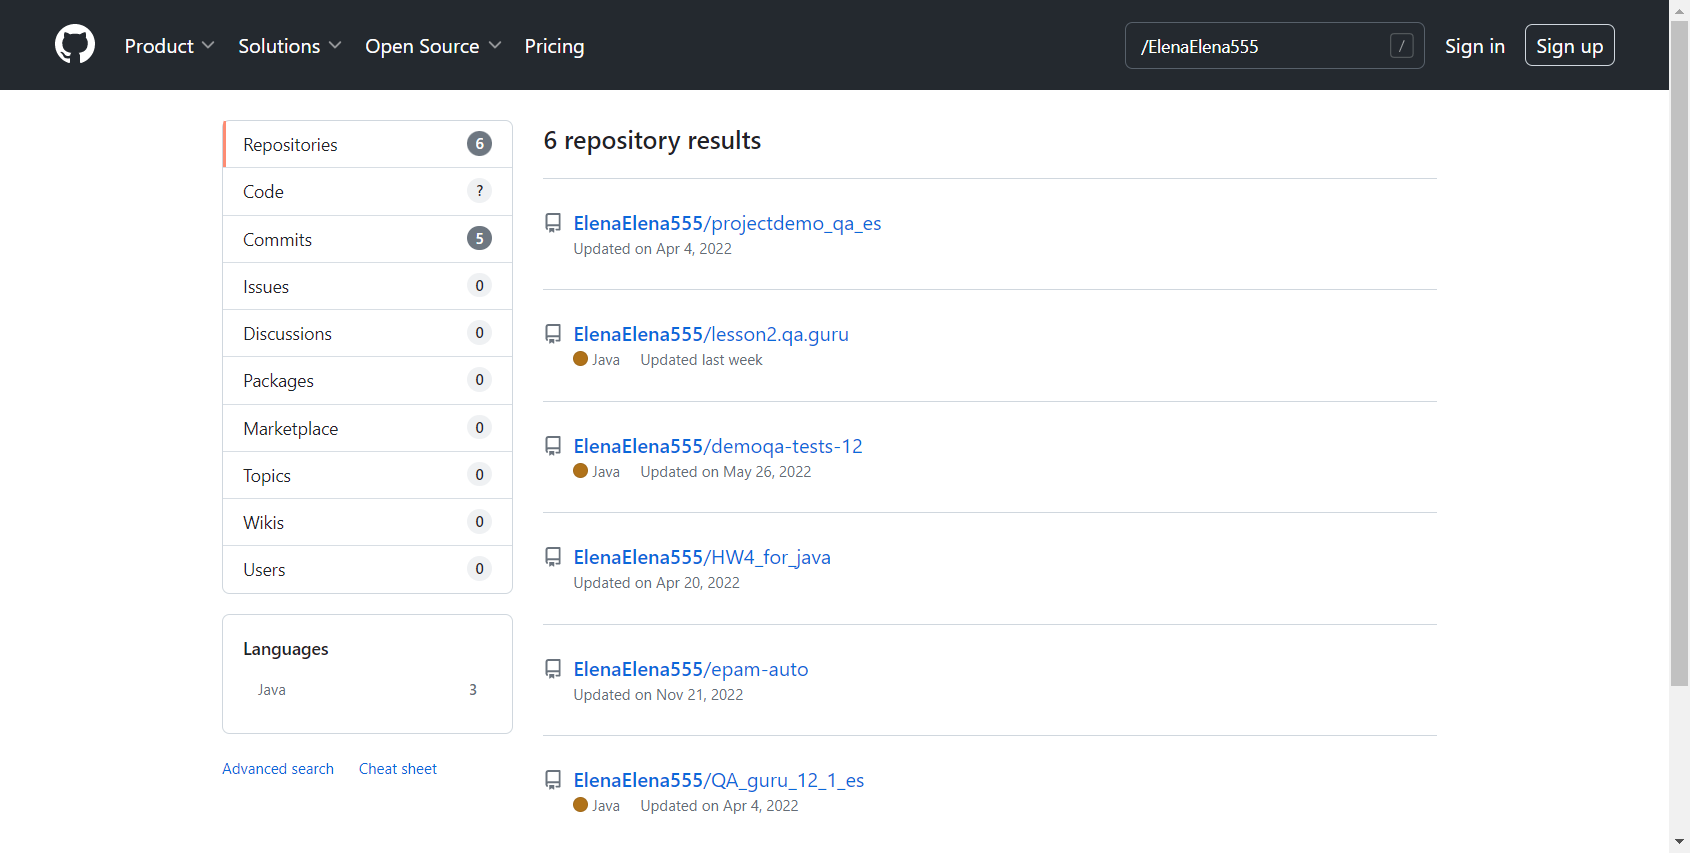 Product Solutions Open Source Pricing /ElenaElena555 / Sign in Sign up
Repositories 6
Code ?
Commits 5
Issues 0
Discussions 0
Packages 0
Marketplace 0
Topics 0
Wikis 0
Users 0
Languages
Java 3
Advanced search Cheat sheet
6 repository results
ElenaElena555/projectdemo_qa_es
Updated on Apr 4, 2022
ElenaElena555/lesson2.qa.guru
Java Updated last week
ElenaElena555/demoqa-tests-12
Java Updated on May 26, 2022
ElenaElena555/HW4_for_java
Updated on Apr 20, 2022
ElenaElena555/epam-auto
Updated on Nov 21, 2022
ElenaElena555/QA_guru_12_1_es
Java Updated on Apr 4, 2022